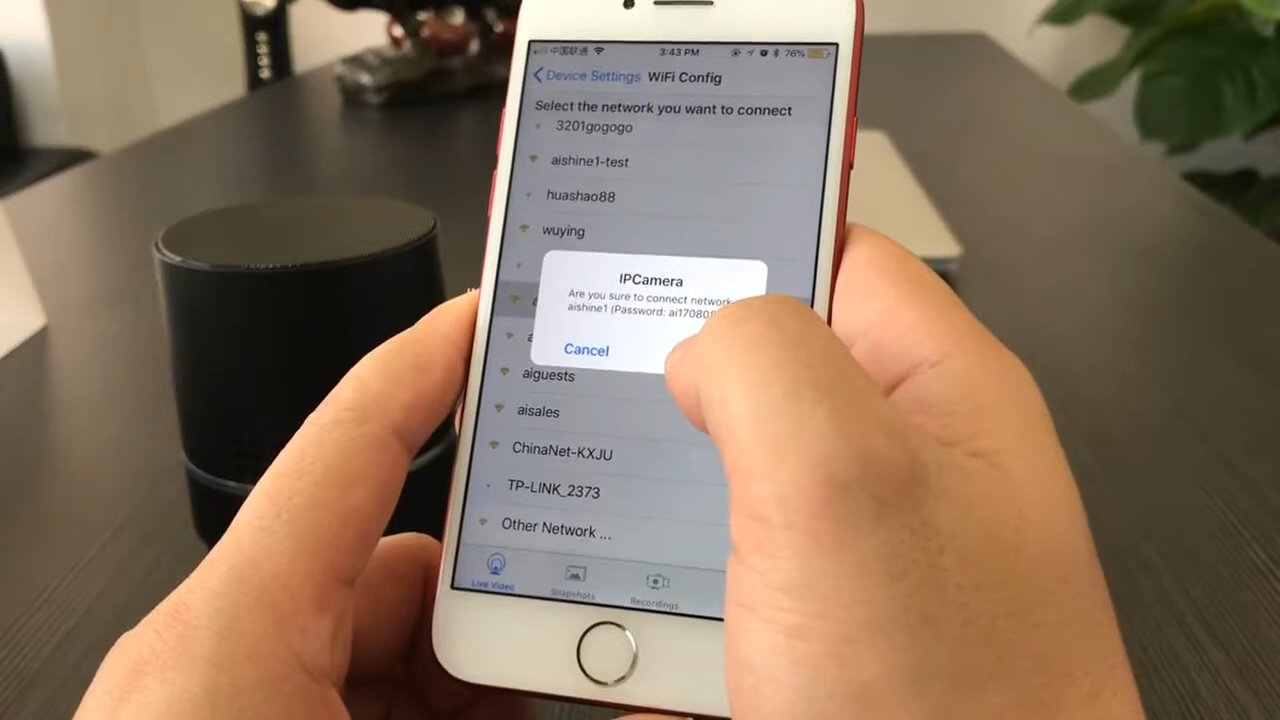 中国联通 3:43 PM 76%
Device Settings WiFi Config
Select the network you want to connect
3201gogogo
aishine1-test
huashao88
wuying
IPCamera
Are you sure to connect network
aishine1 (Password: ai17080
Cancel
aiguests
aisales
ChinaNet-KXJU
TP-LINK_2373
Other Network ...
Live Video Snapshots Recordings